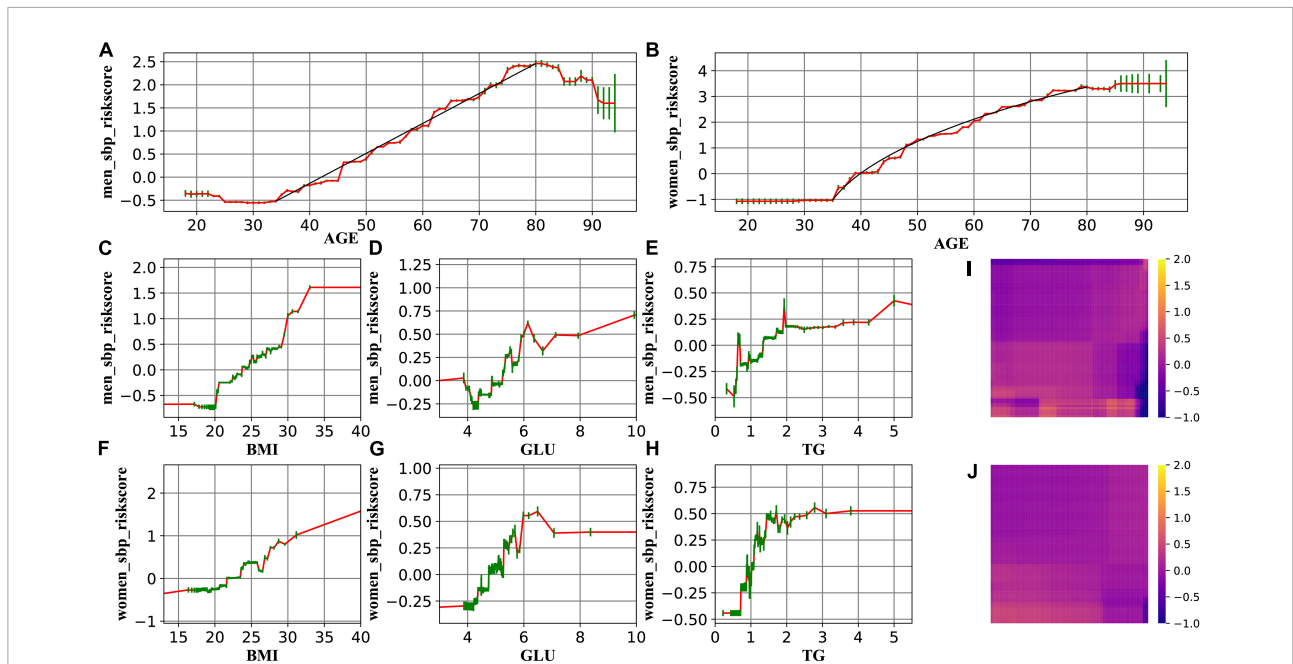 A
men_sbp_riskscore
2.5
2.0
1.5
1.0
0.5
0.0
−0.5
20 30 40 50 60 70 80 90
AGE
B
women_sbp_riskscore
4
3
2
1
0
−1
20 30 40 50 60 70 80 90
AGE
C
men_sbp_riskscore
2.0
1.5
1.0
0.5
0.0
−0.5
15 20 25 30 35 40
BMI
D
men_sbp_riskscore
1.25
1.00
0.75
0.50
0.25
0.00
−0.25
4 6 8 10
GLU
E
men_sbp_riskscore
0.75
0.50
0.25
0.00
−0.25
−0.50
0 1 2 3 4 5
TG
I
2.0
1.5
1.0
0.5
0.0
−0.5
−1.0
F
women_sbp_riskscore
2
1
0
−1
15 20 25 30 35 40
BMI
G
women_sbp_riskscore
1.00
0.75
0.50
0.25
0.00
−0.25
4 6 8 10
GLU
H
women_sbp_riskscore
0.75
0.50
0.25
0.00
−0.25
−0.50
0 1 2 3 4 5
TG
J
2.0
1.5
1.0
0.5
0.0
−0.5
−1.0